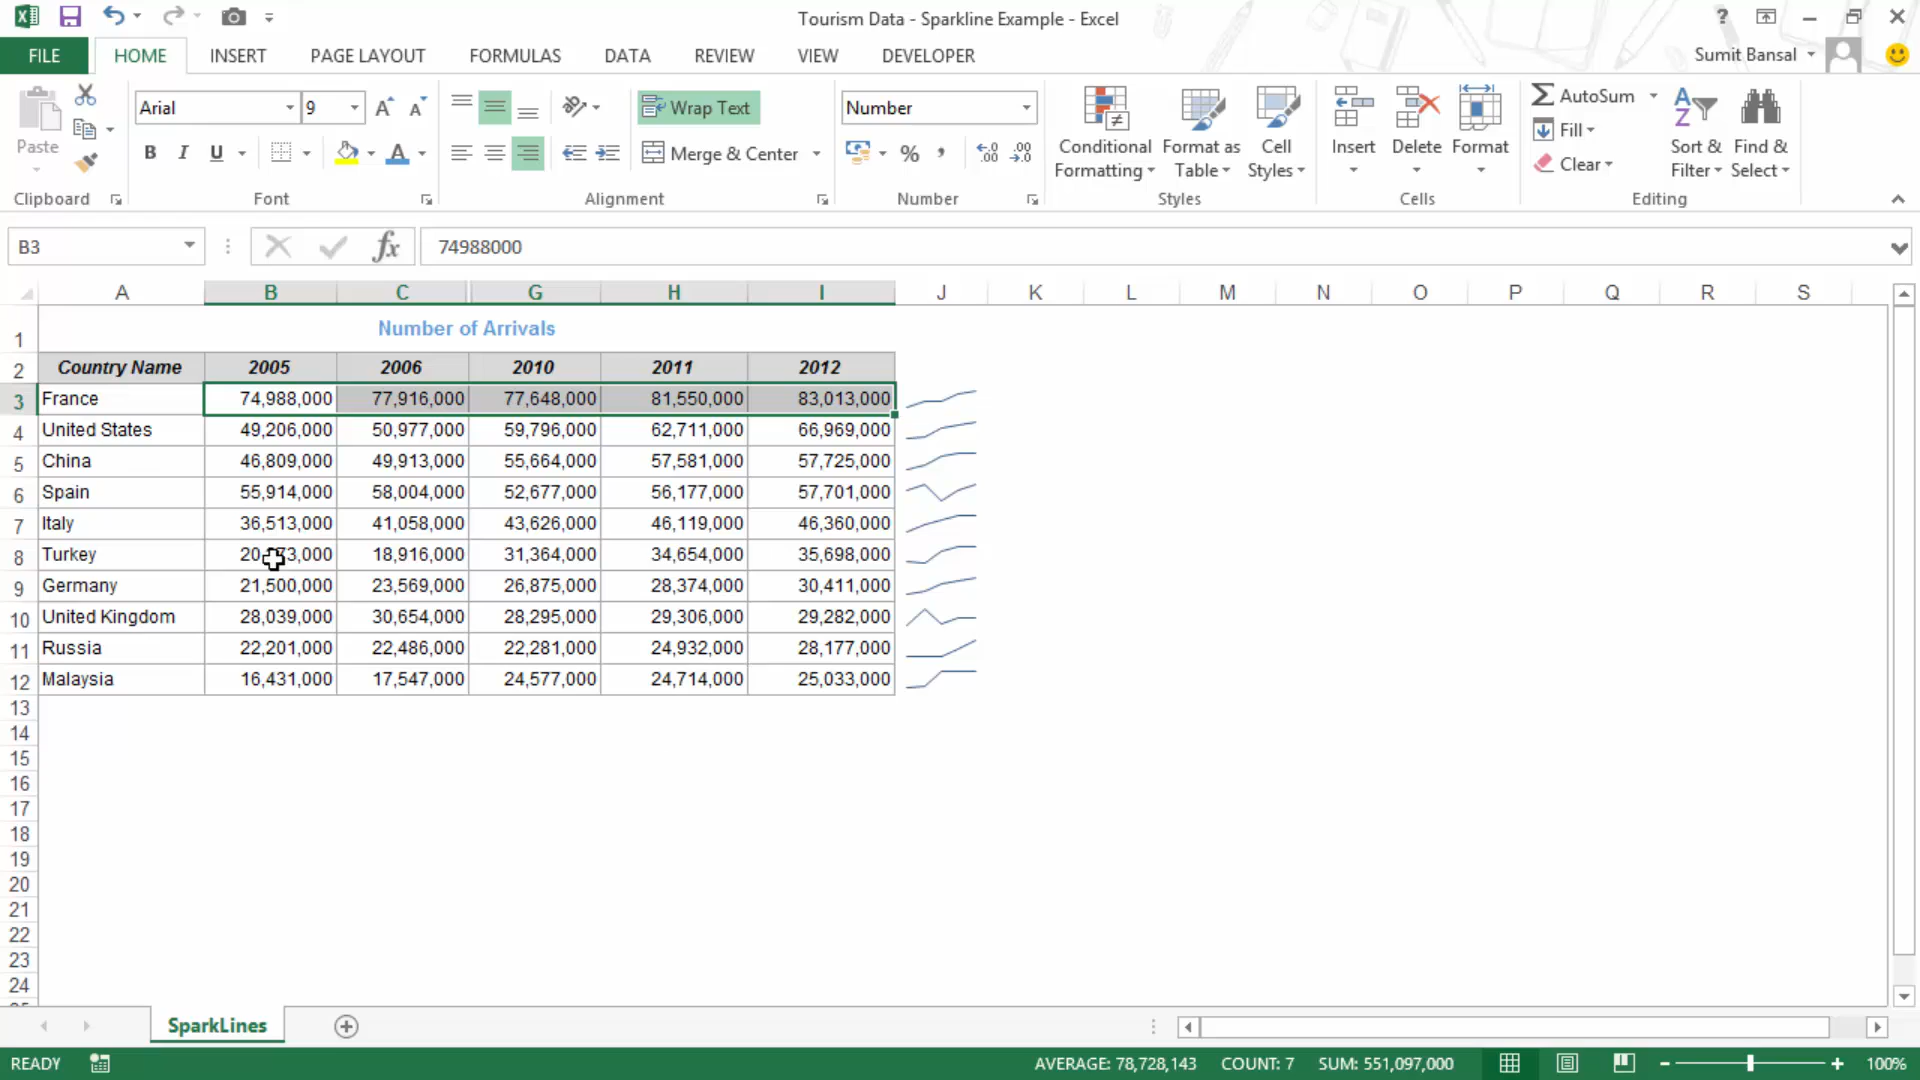 Tourism Data - Sparkline Example - Excel
?
FILE HOME INSERT PAGE LAYOUT FORMULAS DATA REVIEW VIEW DEVELOPER
Sumit Bansal
Paste
Arial 9
Wrap Text
Number
AutoSum
B I U
Merge & Center
%
Conditional Formatting
Format as Table
Cell Styles
Insert Delete Format
Fill
Clear
Sort & Filter
Find & Select
Clipboard Font Alignment Number Styles Cells Editing
B3 fx 74988000
A B C G H I J K L M N O P Q R S
1 Number of Arrivals
2 Country Name 2005 2006 2010 2011 2012
3 France 74,988,000 77,916,000 77,648,000 81,550,000 83,013,000
4 United States 49,206,000 50,977,000 59,796,000 62,711,000 66,969,000
5 China 46,809,000 49,913,000 55,664,000 57,581,000 57,725,000
6 Spain 55,914,000 58,004,000 52,677,000 56,177,000 57,701,000
7 Italy 36,513,000 41,058,000 43,626,000 46,119,000 46,360,000
8 Turkey 18,916,000 31,364,000 34,654,000 35,698,000
9 Germany 21,500,000 23,569,000 26,875,000 28,374,000 30,411,000
10 United Kingdom 28,039,000 30,654,000 28,295,000 29,306,000 29,282,000
11 Russia 22,201,000 22,486,000 22,281,000 24,932,000 28,177,000
12 Malaysia 16,431,000 17,547,000 24,577,000 24,714,000 25,033,000
13
14
15
16
17
18
19
20
21
22
23
24
SparkLines
READY AVERAGE: 78,728,143 COUNT: 7 SUM: 551,097,000 100%